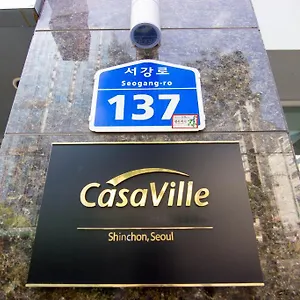 서강로
Seogang-ro
137
CasaVille
Shinchon, Seoul